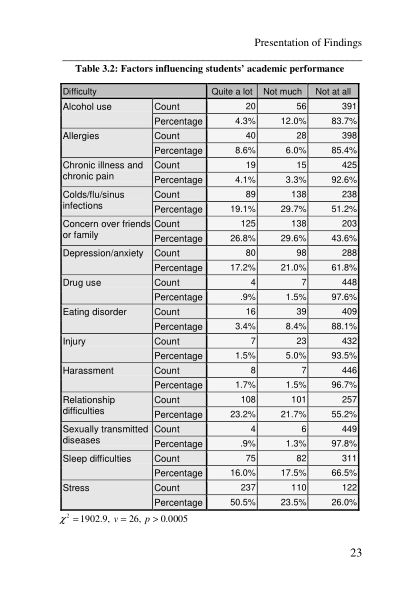 Presentation of Findings
Table 3.2: Factors influencing students' academic performance
Difficulty Quite a lot Not much Not at all
Alcohol use Count 20 56 391
Percentage 4.3% 12.0% 83.7%
Allergies Count 40 28 398
Percentage 8.6% 6.0% 85.4%
Chronic illness and Count 19 15 425
chronic pain Percentage 4.1% 3.3% 92.6%
Colds/flu/sinus Count 89 138 238
infections Percentage 19.1% 29.7% 51.2%
Concern over friends Count 125 138 203
or family Percentage 26.8% 29.6% 43.6%
Depression/anxiety Count 80 98 288
Percentage 17.2% 21.0% 61.8%
Drug use Count 4 7 448
Percentage .9% 1.5% 97.6%
Eating disorder Count 16 39 409
Percentage 3.4% 8.4% 88.1%
Injury Count 7 23 432
Percentage 1.5% 5.0% 93.5%
Harassment Count 8 7 446
Percentage 1.7% 1.5% 96.7%
Relationship Count 108 101 257
difficulties Percentage 23.2% 21.7% 55.2%
Sexually transmitted Count 4 6 449
diseases Percentage .9% 1.3% 97.8%
Sleep difficulties Count 75 82 311
Percentage 16.0% 17.5% 66.5%
Stress Count 237 110 122
Percentage 50.5% 23.5% 26.0%
χ² = 1902.9, v = 26, p > 0.0005
23